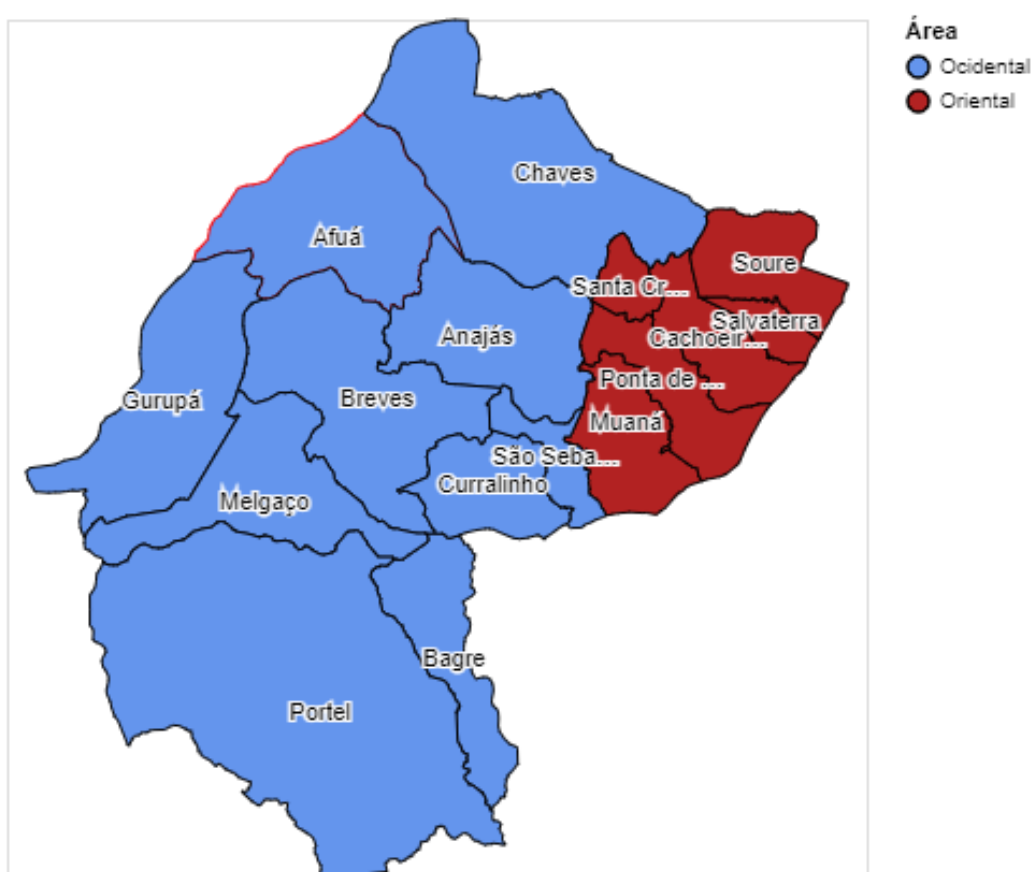 Área
Ocidental
Oriental
Chaves
Afuá
Soure
Santa Cr...
Salvaterra
Cachoeir...
Anajás
Ponta de ...
Breves
Gurupá
Muaná
São Seba...
Curralinho
Melgaço
Bagre
Portel